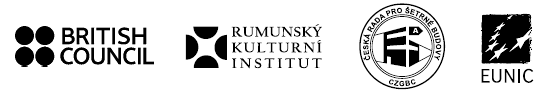 BRITISH
COUNCIL
RUMUNSKÝ
KULTURNÍ
INSTITUT
ČESKÁ RADA PRO ŠETRNÉ BUDOVY
CZGBC
EUNIC